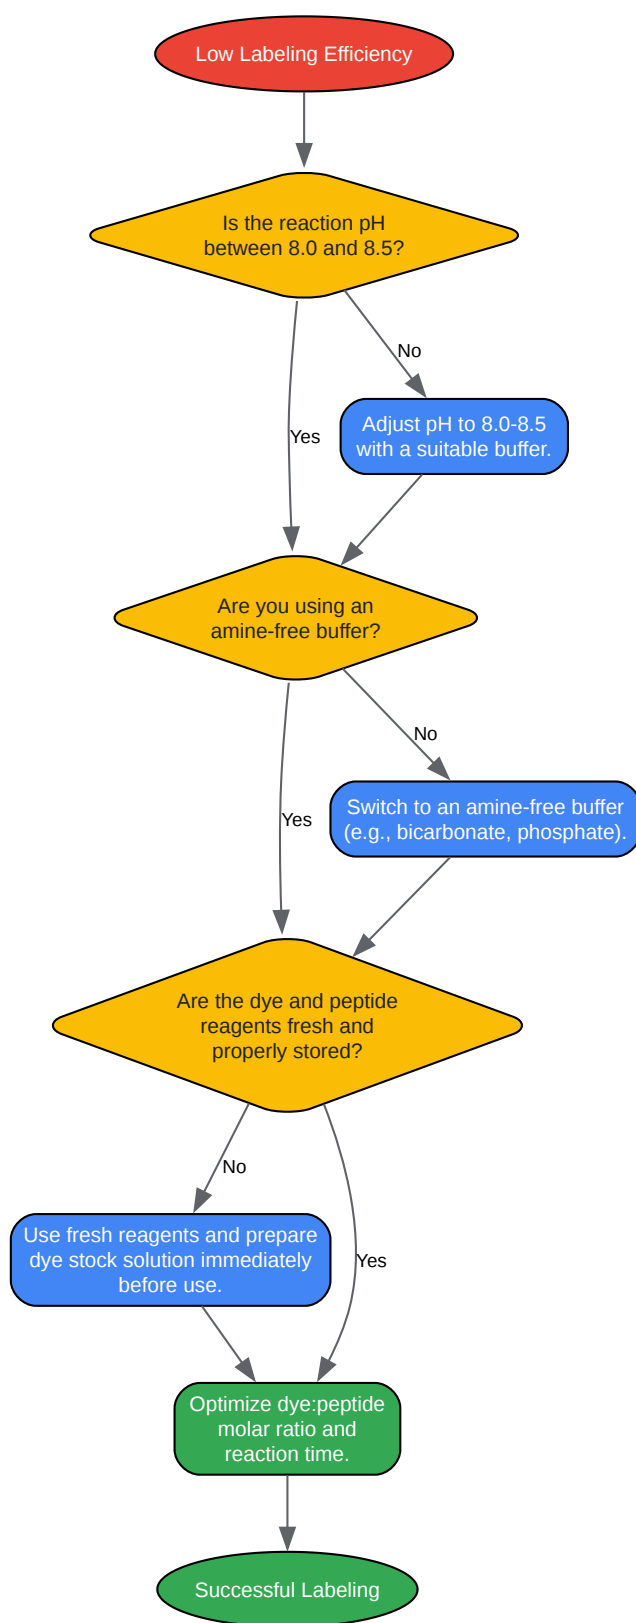 Low Labeling Efficiency
Is the reaction pH
between 8.0 and 8.5?
No
Adjust pH to 8.0-8.5
with a suitable buffer.
Yes
Are you using an
amine-free buffer?
No
Switch to an amine-free buffer
(e.g., bicarbonate, phosphate).
Yes
Are the dye and peptide
reagents fresh and
properly stored?
No
Use fresh reagents and prepare
dye stock solution immediately
before use.
Yes
Optimize dye:peptide
molar ratio and
reaction time.
Successful Labeling